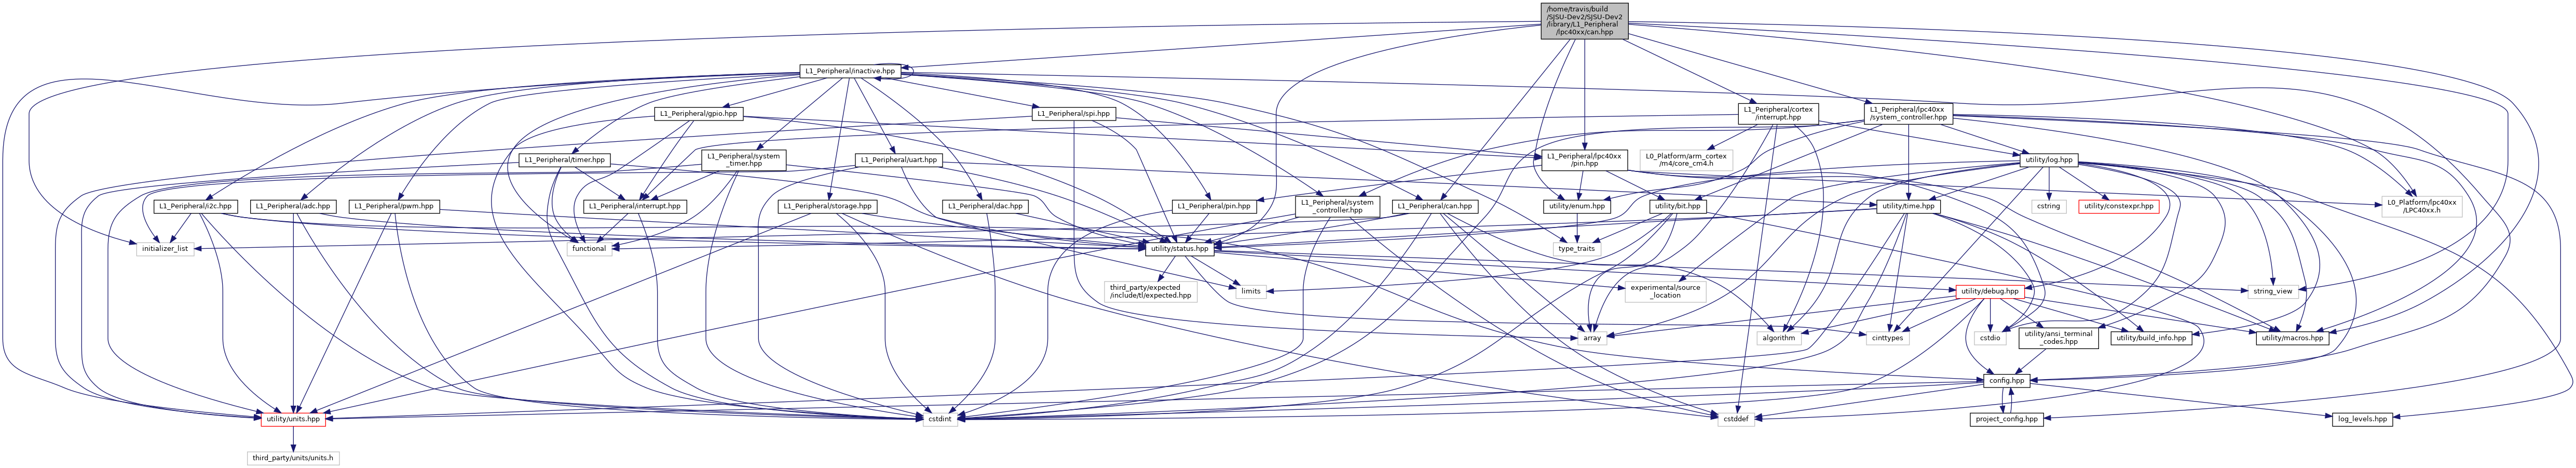 /home/travis/build
/SJSU-Dev2/SJSU-Dev2
/library/L1_Peripheral
/lpc40xx/can.hpp
L1_Peripheral/inactive.hpp
L1_Peripheral/gpio.hpp
L1_Peripheral/spi.hpp
L1_Peripheral/cortex
/interrupt.hpp
L1_Peripheral/lpc40xx
/system_controller.hpp
L1_Peripheral/timer.hpp
L1_Peripheral/system
_timer.hpp
L1_Peripheral/uart.hpp
L1_Peripheral/lpc40xx
/pin.hpp
L0_Platform/arm_cortex
/m4/core_cm4.h
utility/log.hpp
L1_Peripheral/i2c.hpp
L1_Peripheral/adc.hpp
L1_Peripheral/pwm.hpp
L1_Peripheral/interrupt.hpp
L1_Peripheral/storage.hpp
L1_Peripheral/dac.hpp
L1_Peripheral/pin.hpp
L1_Peripheral/system
_controller.hpp
L1_Peripheral/can.hpp
utility/enum.hpp
utility/bit.hpp
utility/time.hpp
cstring
utility/constexpr.hpp
L0_Platform/lpc40xx
/LPC40xx.h
initializer_list
functional
utility/status.hpp
type_traits
third_party/expected
/include/tl/expected.hpp
limits
experimental/source
_location
utility/debug.hpp
string_view
array
algorithm
cinttypes
cstdio
utility/ansi_terminal
_codes.hpp
utility/build_info.hpp
utility/macros.hpp
config.hpp
utility/units.hpp
cstdint
cstddef
project_config.hpp
log_levels.hpp
third_party/units/units.h